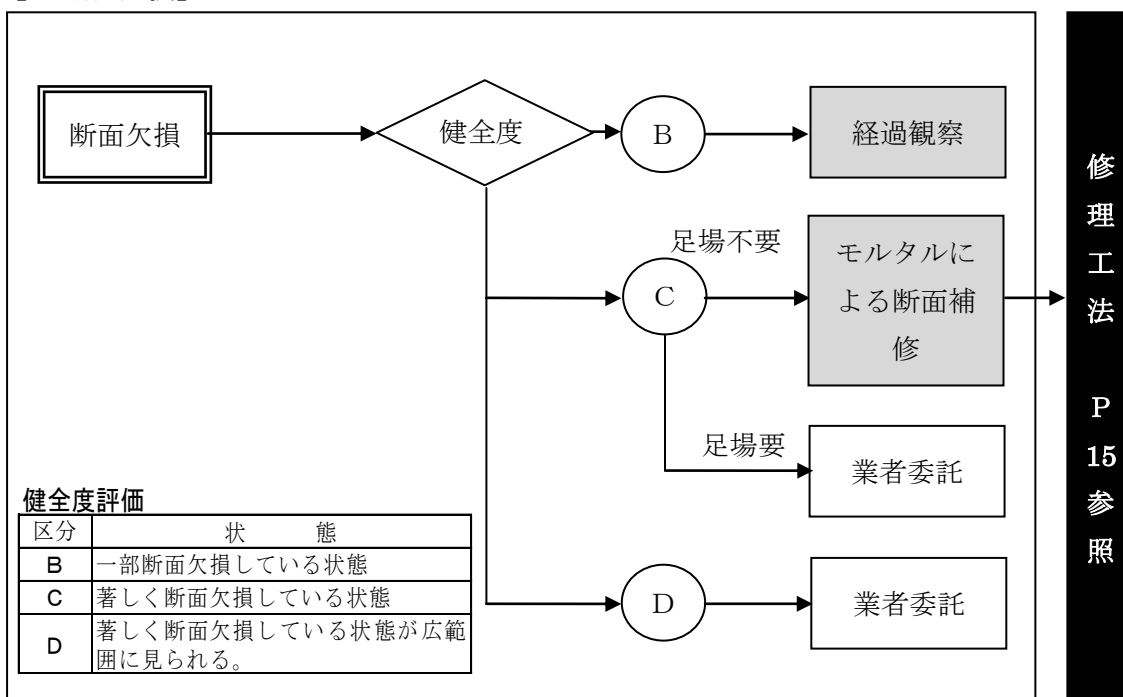 断面欠損
健全度
B
経過観察
足場不要
C
モルタルに
よる断面補
修
足場要
業者委託
D
業者委託
健全度評価
区分 状 態
B 一部断面欠損している状態
C 著しく断面欠損している状態
D 著しく断面欠損している状態が広範
囲に見られる。
修
理
工
法
P
15
参
照